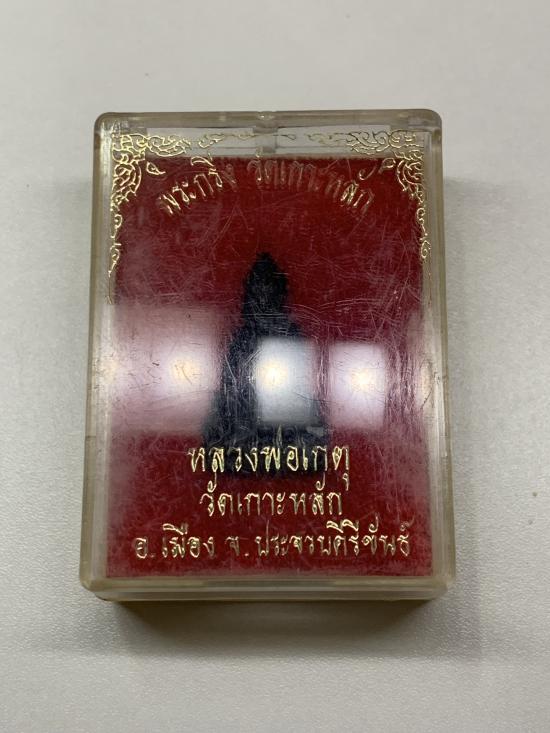 พระกริ่ง วัดเกาะหลัก
หลวงพ่อเกตุ
วัดเกาะหลัก
อ.เมือง จ.ประจวบคิรีขันธ์